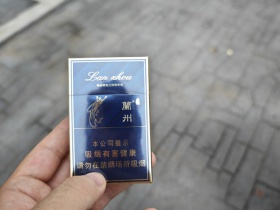 Lan zhou
蘭
州
本公司提示
吸烟有害健康
请勿在禁烟场所吸烟